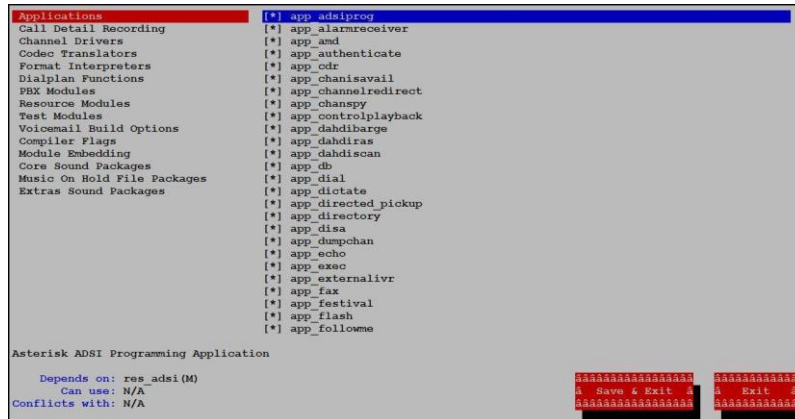 Applications
Call Detail Recording
Channel Drivers
Codec Translators
Format Interpreters
Dialplan Functions
PBX Modules
Resource Modules
Test Modules
Voicemail Build Options
Compiler Flags
Module Embedding
Core Sound Packages
Music On Hold File Packages
Extras Sound Packages
[*] app_adsiprog
[*] app_alarmreceiver
[*] app_amd
[*] app_authenticate
[*] app_cdr
[*] app_chanisavail
[*] app_channelredirect
[*] app_chanspy
[*] app_controlplayback
[*] app_dahdibarge
[*] app_dahdiras
[*] app_dahdiscan
[*] app_db
[*] app_dial
[*] app_dictate
[*] app_directed_pickup
[*] app_directory
[*] app_disa
[*] app_dumpchan
[*] app_echo
[*] app_exec
[*] app_externalivr
[*] app_fax
[*] app_festival
[*] app_flash
[*] app_followme
Asterisk ADSI Programming Application
Depends on: res_adsi(M)
Can use: N/A
Conflicts with: N/A
Save & Exit
Exit